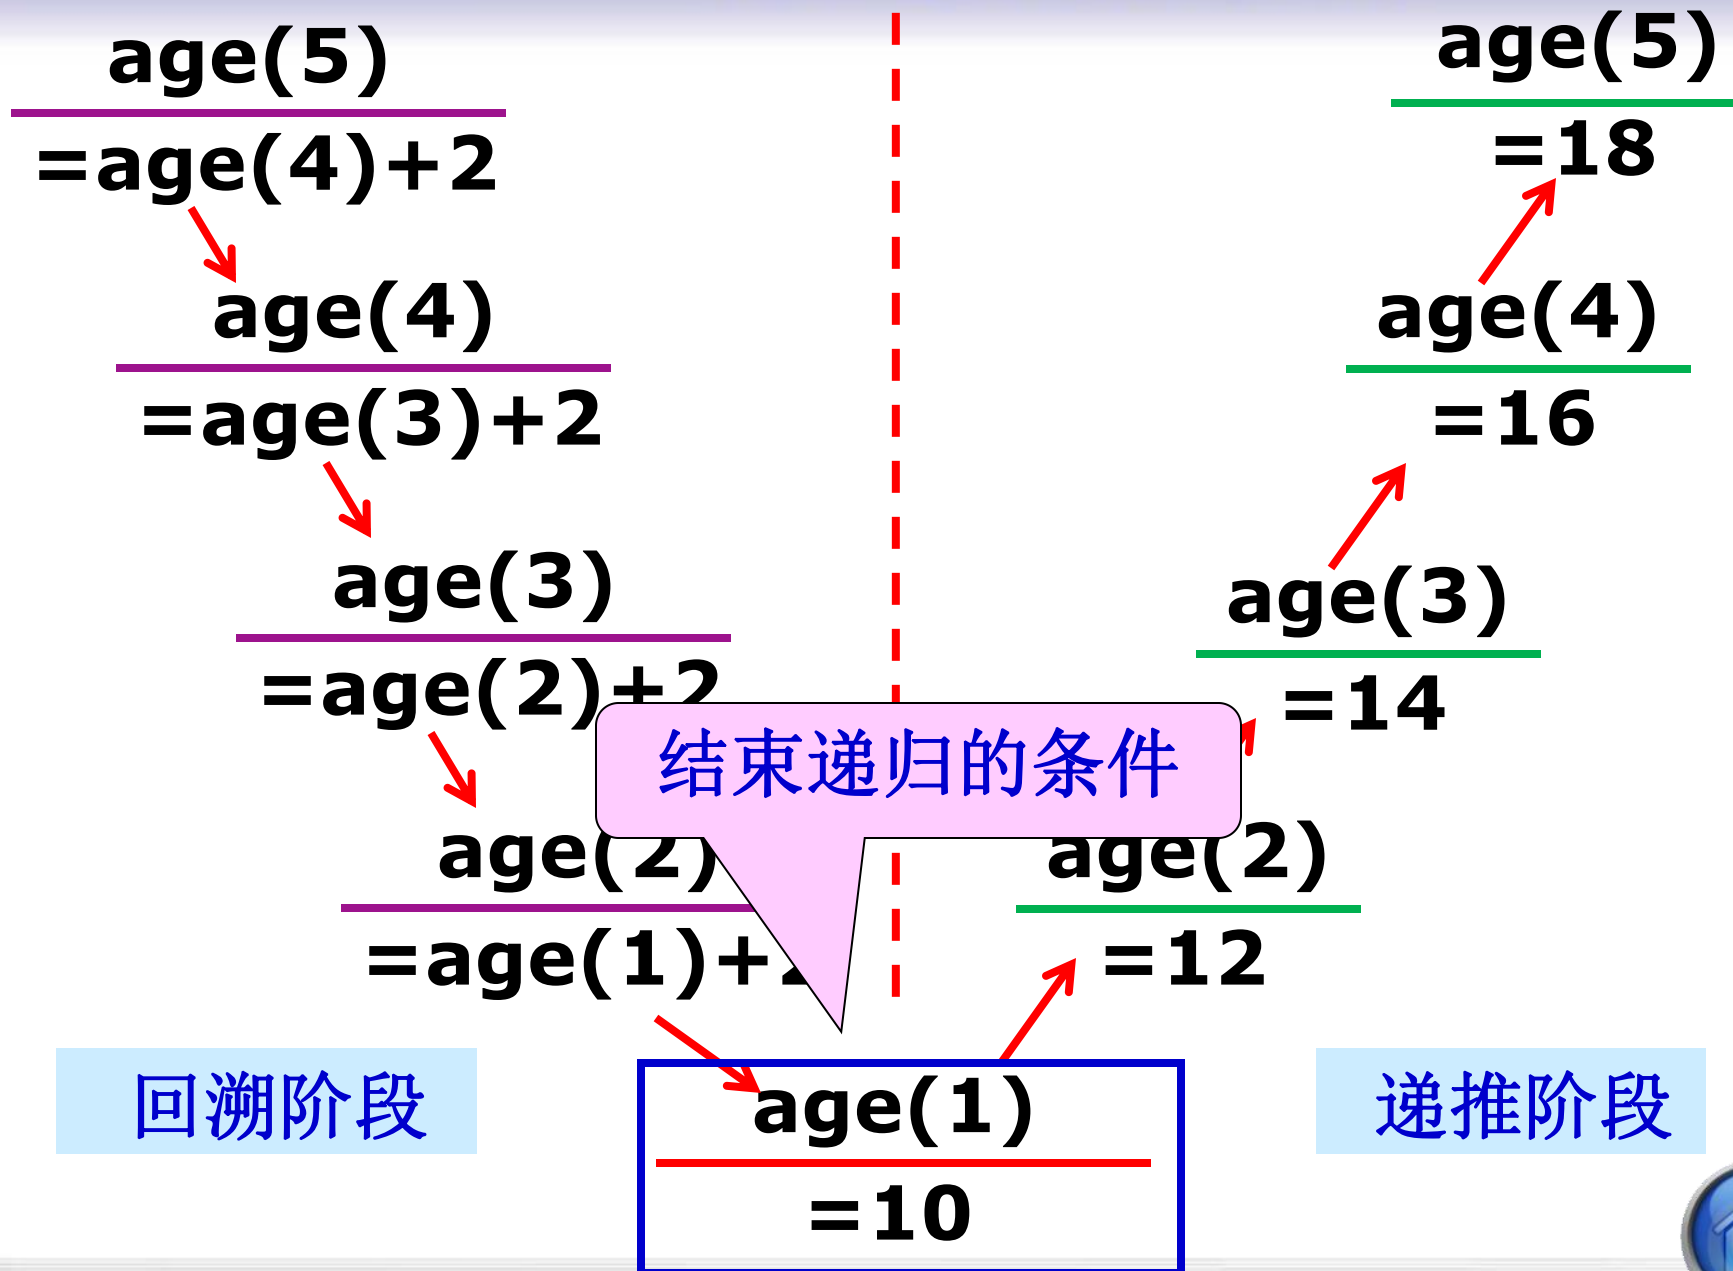 age(5)
=age(4)+2
age(4)
=age(3)+2
age(3)
=age(2)+2
age(2)
=age(1)+2
结束递归的条件
age(1)
=10
age(2)
=12
age(3)
=14
age(4)
=16
age(5)
=18
回溯阶段
递推阶段